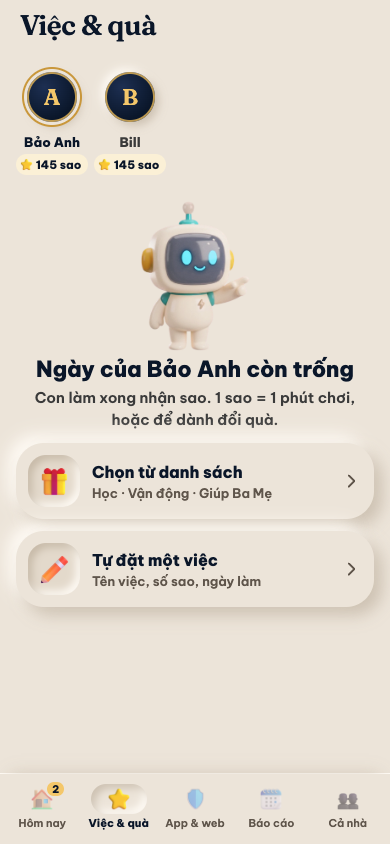 Việc & quà
A
B
Bảo Anh
Bill
145 sao
145 sao
Ngày của Bảo Anh còn trống
Con làm xong nhận sao. 1 sao = 1 phút chơi,
hoặc để dành đổi quà.
Chọn từ danh sách
Học · Vận động · Giúp Ba Mẹ
Tự đặt một việc
Tên việc, số sao, ngày làm
2
Hôm nay
Việc & quà
App & web
Báo cáo
Cả nhà